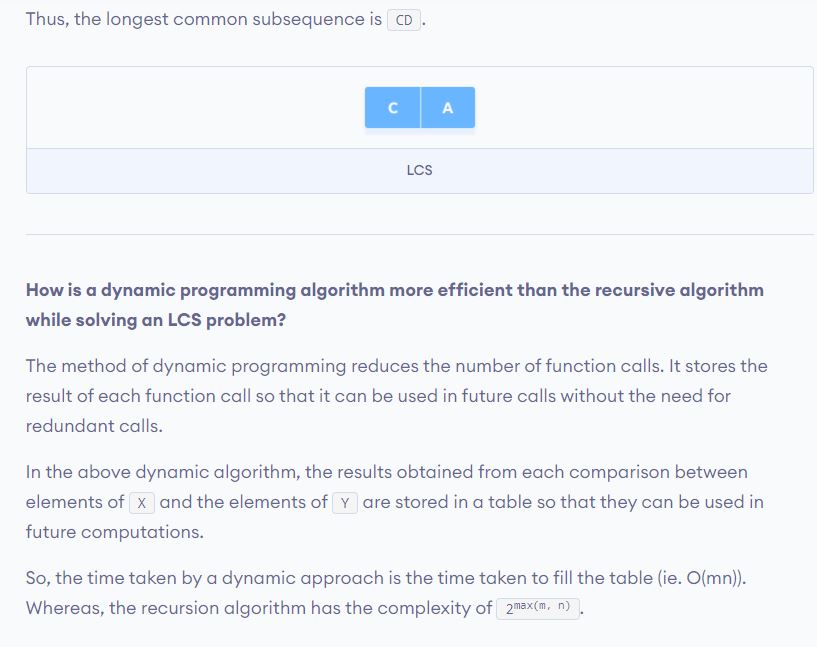 Thus, the longest common subsequence is CD.
C A
LCS
How is a dynamic programming algorithm more efficient than the recursive algorithm
while solving an LCS problem?
The method of dynamic programming reduces the number of function calls. It stores the
result of each function call so that it can be used in future calls without the need for
redundant calls.
In the above dynamic algorithm, the results obtained from each comparison between
elements of X and the elements of Y are stored in a table so that they can be used in
future computations.
So, the time taken by a dynamic approach is the time taken to fill the table (ie. O(mn)).
Whereas, the recursion algorithm has the complexity of 2^max(m, n).